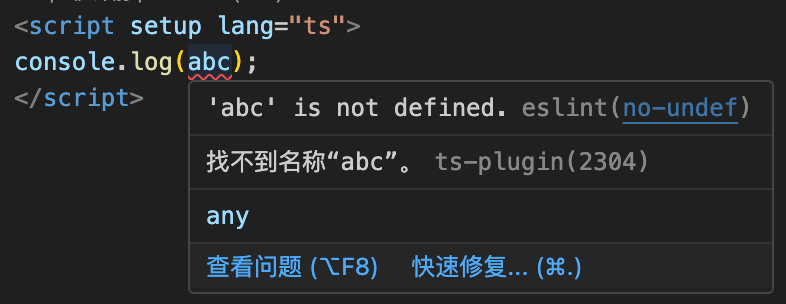 <script setup lang="ts">
console.log(abc);
</script>
'abc' is not defined. eslint(no-undef)
找不到名称“abc”。 ts-plugin(2304)
any
查看问题 (⌥F8) 快速修复... (⌘.)